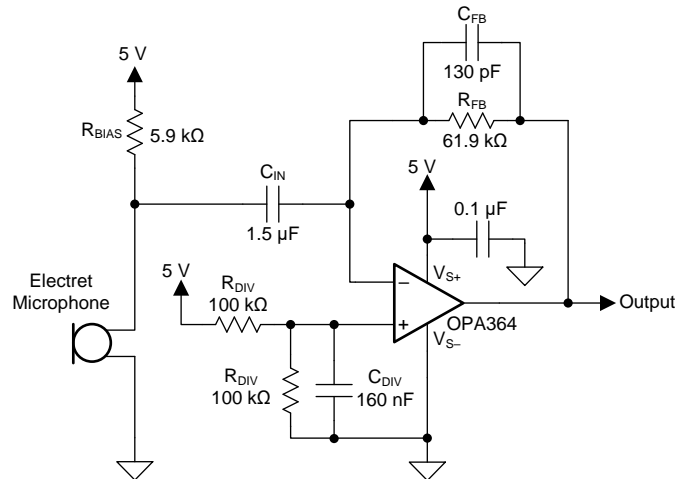 C_FB
130 pF
R_FB
61.9 kΩ
5 V
R_BIAS
5.9 kΩ
C_IN
1.5 µF
5 V
0.1 µF
Electret
Microphone
5 V
R_DIV
100 kΩ
V_S+
–
+
OPA364
V_S–
Output
R_DIV
100 kΩ
C_DIV
160 nF